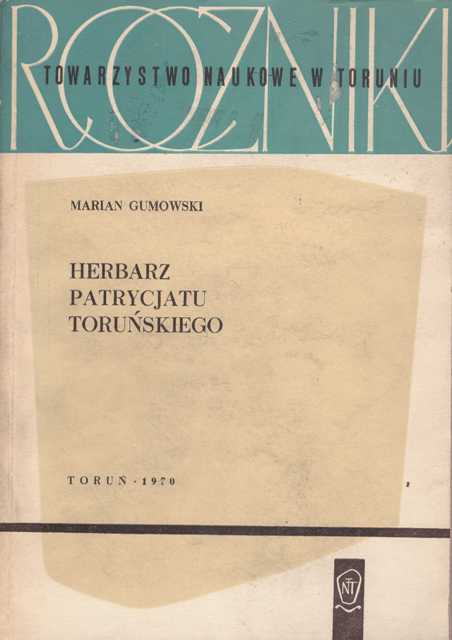 ROCZNIKI
TOWARZYSTWO NAUKOWE W TORUNIU
MARIAN GUMOWSKI
HERBARZ
PATRYCJATU
TORUŃSKIEGO
TORUŃ · 1970
TNT